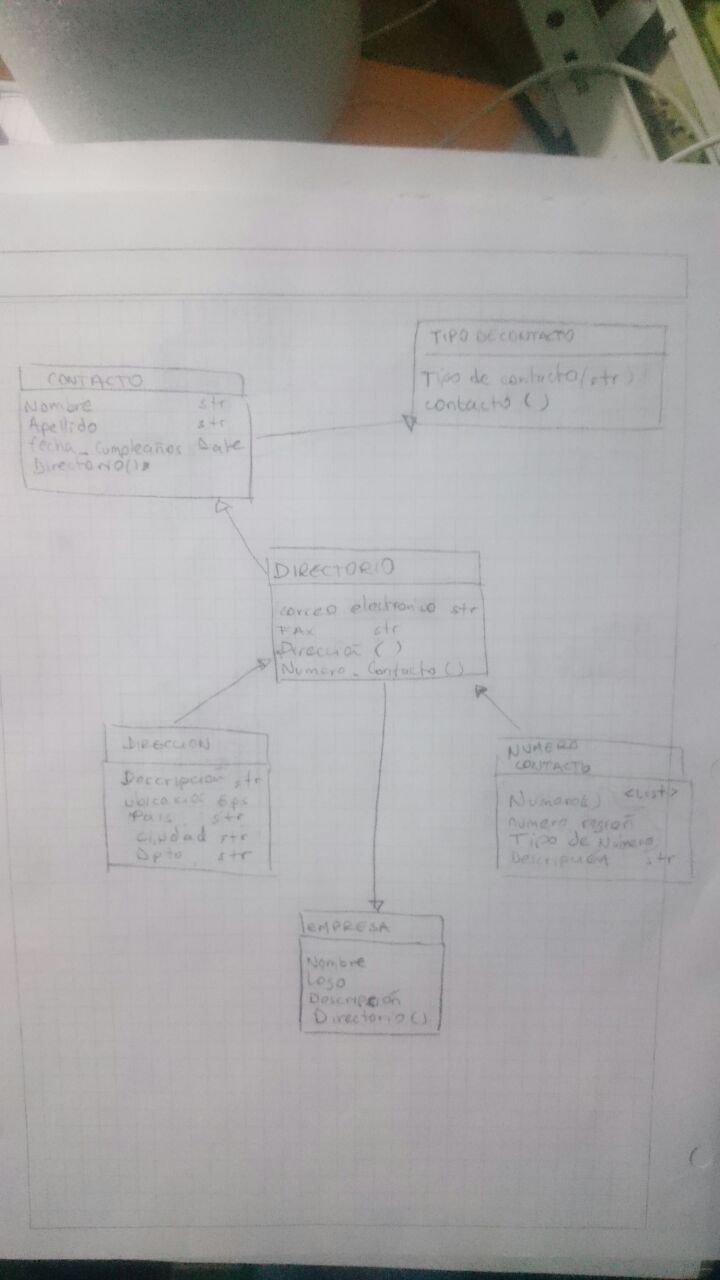 TIPO DE CONTACTO
Tipo de contacto(str)
contacto ()
CONTACTO
Nombre str
Apellido str
fecha_cumpleaños Date
Directorio()
DIRECTORIO
correo electronico str
FAX str
Dirección ()
Numero_Contacto ()
DIRECCION
Descripción str
ubicación Gps
Pais str
ciudad str
Dpto str
NUMERO
CONTACTO
Numero() <List>
numero region
Tipo de Numero
Descripción str
EMPRESA
Nombre
Logo
Descripción
Directorio()